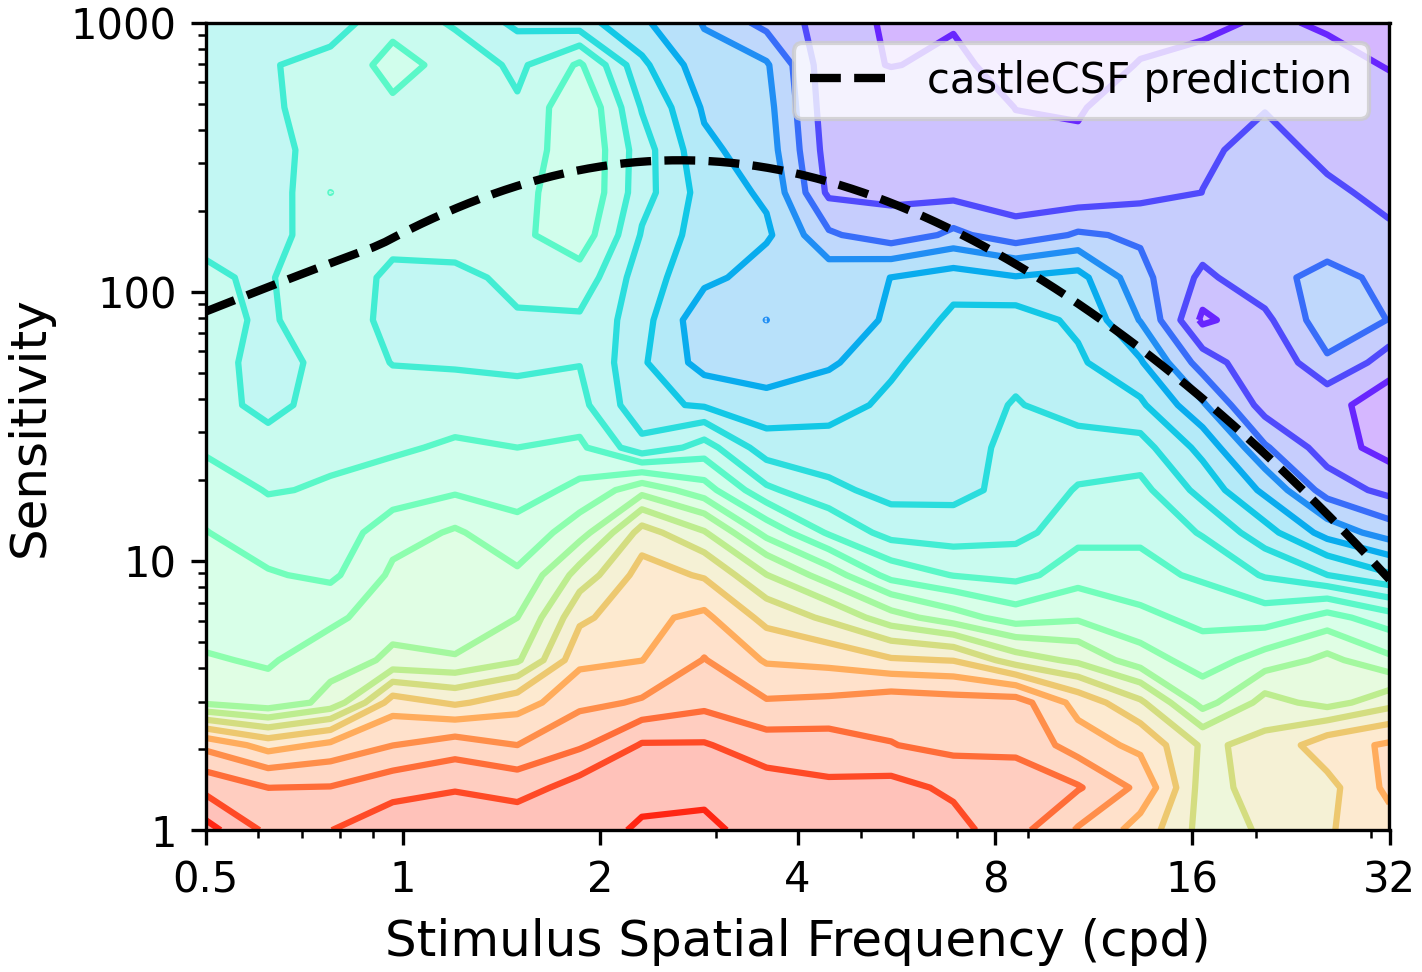 1000
castleCSF prediction
100
10
1
Sensitivity
0.5 1 2 4 8 16 32
Stimulus Spatial Frequency (cpd)